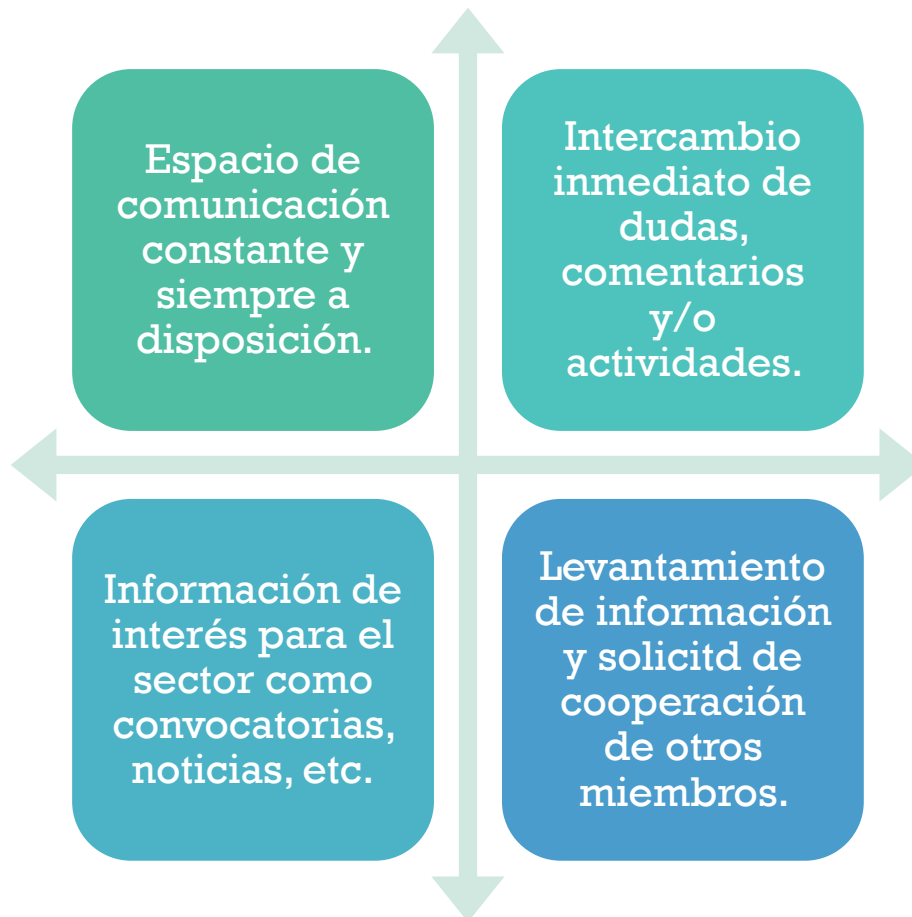 Espacio de
comunicación
constante y
siempre a
disposición.
Intercambio
inmediato de
dudas,
comentarios
y/o
actividades.
Información de
interés para el
sector como
convocatorias,
noticias, etc.
Levantamiento
de información
y solicitd de
cooperación
de otros
miembros.